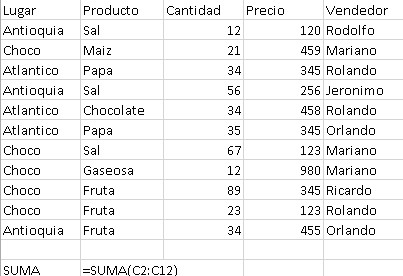 Lugar Producto Cantidad Precio Vendedor
Antioquia Sal 12 120 Rodolfo
Choco Maiz 21 459 Mariano
Atlantico Papa 34 345 Rolando
Antioquia Sal 56 256 Jeronimo
Atlantico Chocolate 34 458 Rolando
Atlantico Papa 35 345 Orlando
Choco Sal 67 123 Mariano
Choco Gaseosa 12 980 Mariano
Choco Fruta 89 345 Ricardo
Choco Fruta 23 123 Rolando
Antioquia Fruta 34 455 Orlando
SUMA =SUMA(C2:C12)